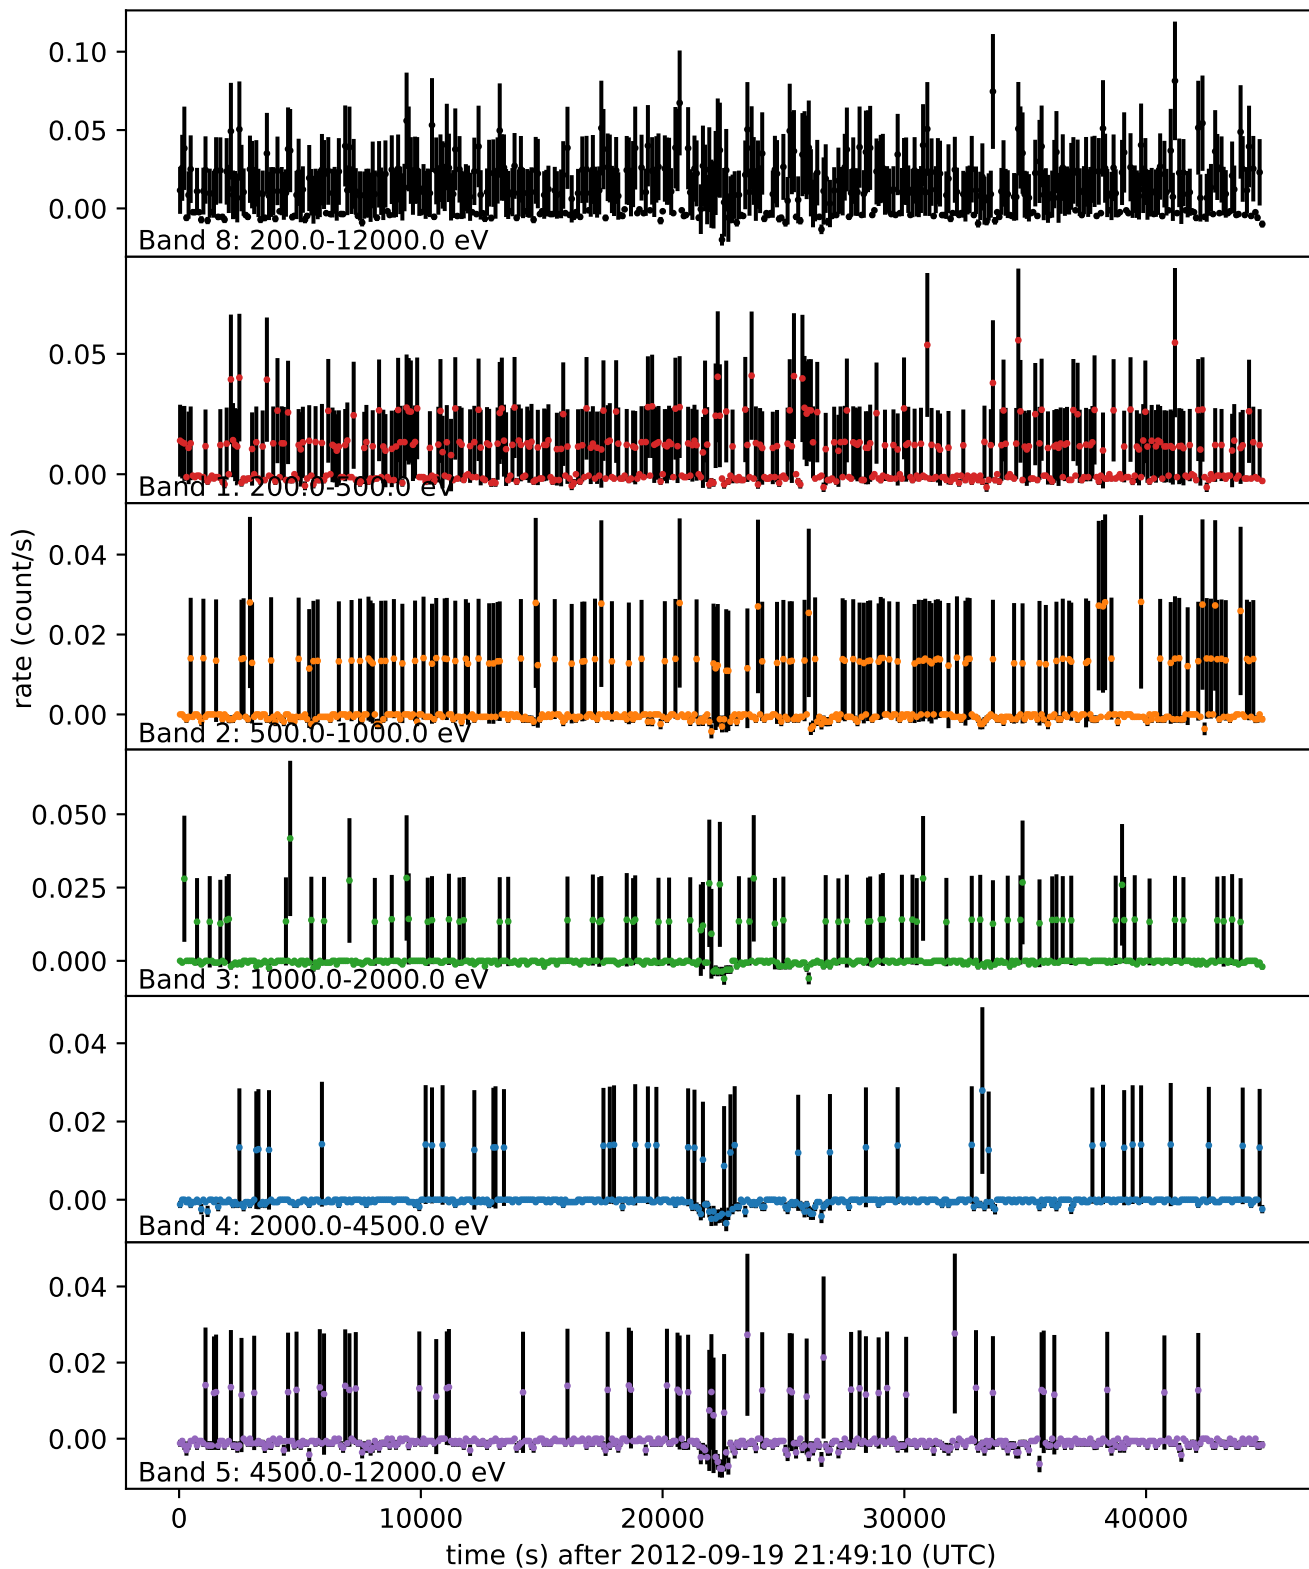 0.10
0.05
0.00
Band 8: 200.0-12000.0 eV
0.05
0.00
Band 1: 200.0-500.0 eV
rate (count/s)
0.04
0.02
0.00
Band 2: 500.0-1000.0 eV
0.050
0.025
0.000
Band 3: 1000.0-2000.0 eV
0.04
0.02
0.00
Band 4: 2000.0-4500.0 eV
0.04
0.02
0.00
Band 5: 4500.0-12000.0 eV
0 10000 20000 30000 40000
time (s) after 2012-09-19 21:49:10 (UTC)